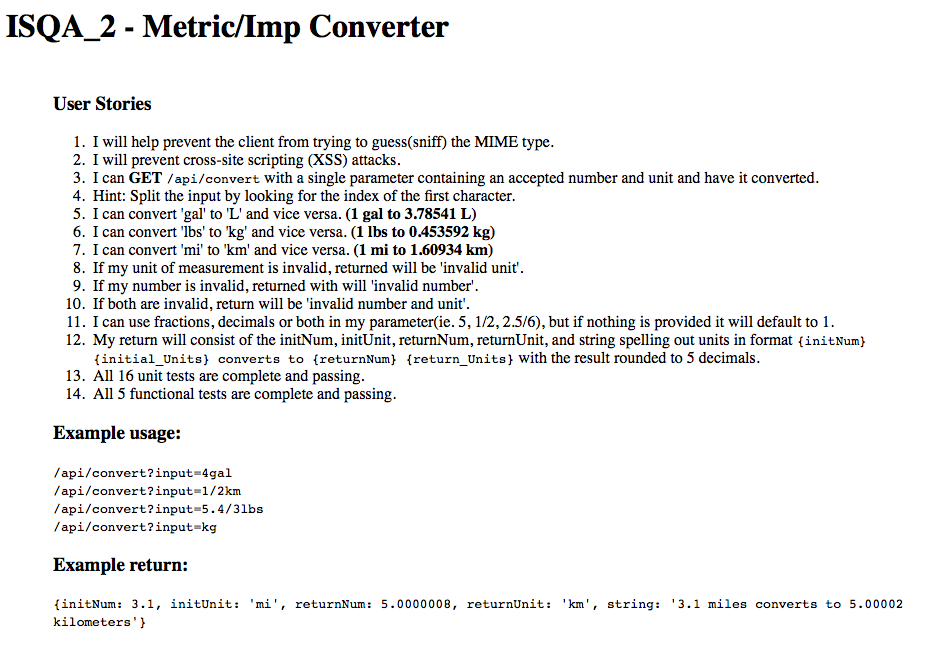 ISQA_2 - Metric/Imp Converter
User Stories
1. I will help prevent the client from trying to guess(sniff) the MIME type.
2. I will prevent cross-site scripting (XSS) attacks.
3. I can GET /api/convert with a single parameter containing an accepted number and unit and have it converted.
4. Hint: Split the input by looking for the index of the first character.
5. I can convert 'gal' to 'L' and vice versa. (1 gal to 3.78541 L)
6. I can convert 'lbs' to 'kg' and vice versa. (1 lbs to 0.453592 kg)
7. I can convert 'mi' to 'km' and vice versa. (1 mi to 1.60934 km)
8. If my unit of measurement is invalid, returned will be 'invalid unit'.
9. If my number is invalid, returned with will 'invalid number'.
10. If both are invalid, return will be 'invalid number and unit'.
11. I can use fractions, decimals or both in my parameter(ie. 5, 1/2, 2.5/6), but if nothing is provided it will default to 1.
12. My return will consist of the initNum, initUnit, returnNum, returnUnit, and string spelling out units in format {initNum}
{initial_Units} converts to {returnNum} {return_Units} with the result rounded to 5 decimals.
13. All 16 unit tests are complete and passing.
14. All 5 functional tests are complete and passing.
Example usage:
/api/convert?input=4gal
/api/convert?input=1/2km
/api/convert?input=5.4/3lbs
/api/convert?input=kg
Example return:
{initNum: 3.1, initUnit: 'mi', returnNum: 5.0000008, returnUnit: 'km', string: '3.1 miles converts to 5.00002
kilometers'}